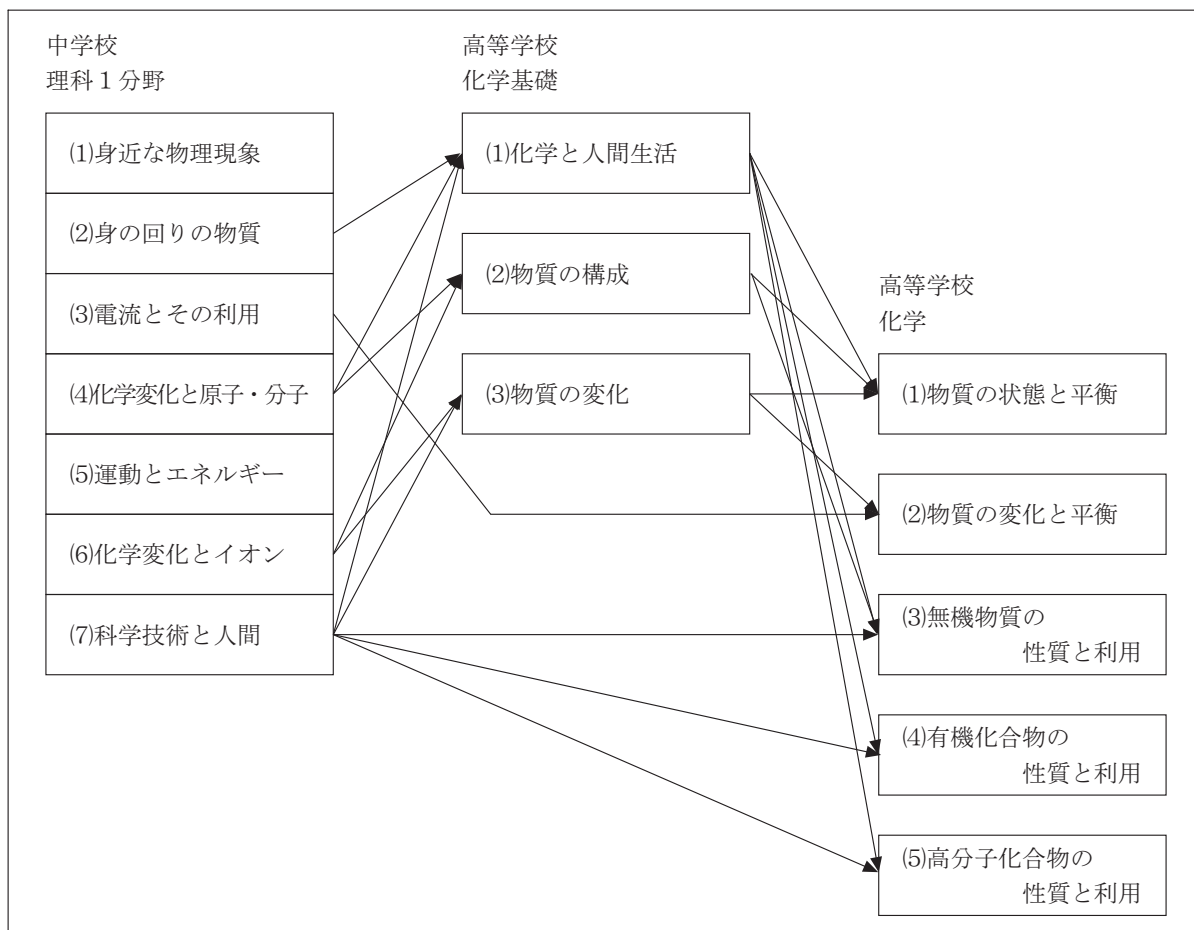 中学校
理科１分野
⑴身近な物理現象
⑵身の回りの物質
⑶電流とその利用
⑷化学変化と原子・分子
⑸運動とエネルギー
⑹化学変化とイオン
⑺科学技術と人間
高等学校
化学基礎
⑴化学と人間生活
⑵物質の構成
⑶物質の変化
高等学校
化学
⑴物質の状態と平衡
⑵物質の変化と平衡
⑶無機物質の
性質と利用
⑷有機化合物の
性質と利用
⑸高分子化合物の
性質と利用